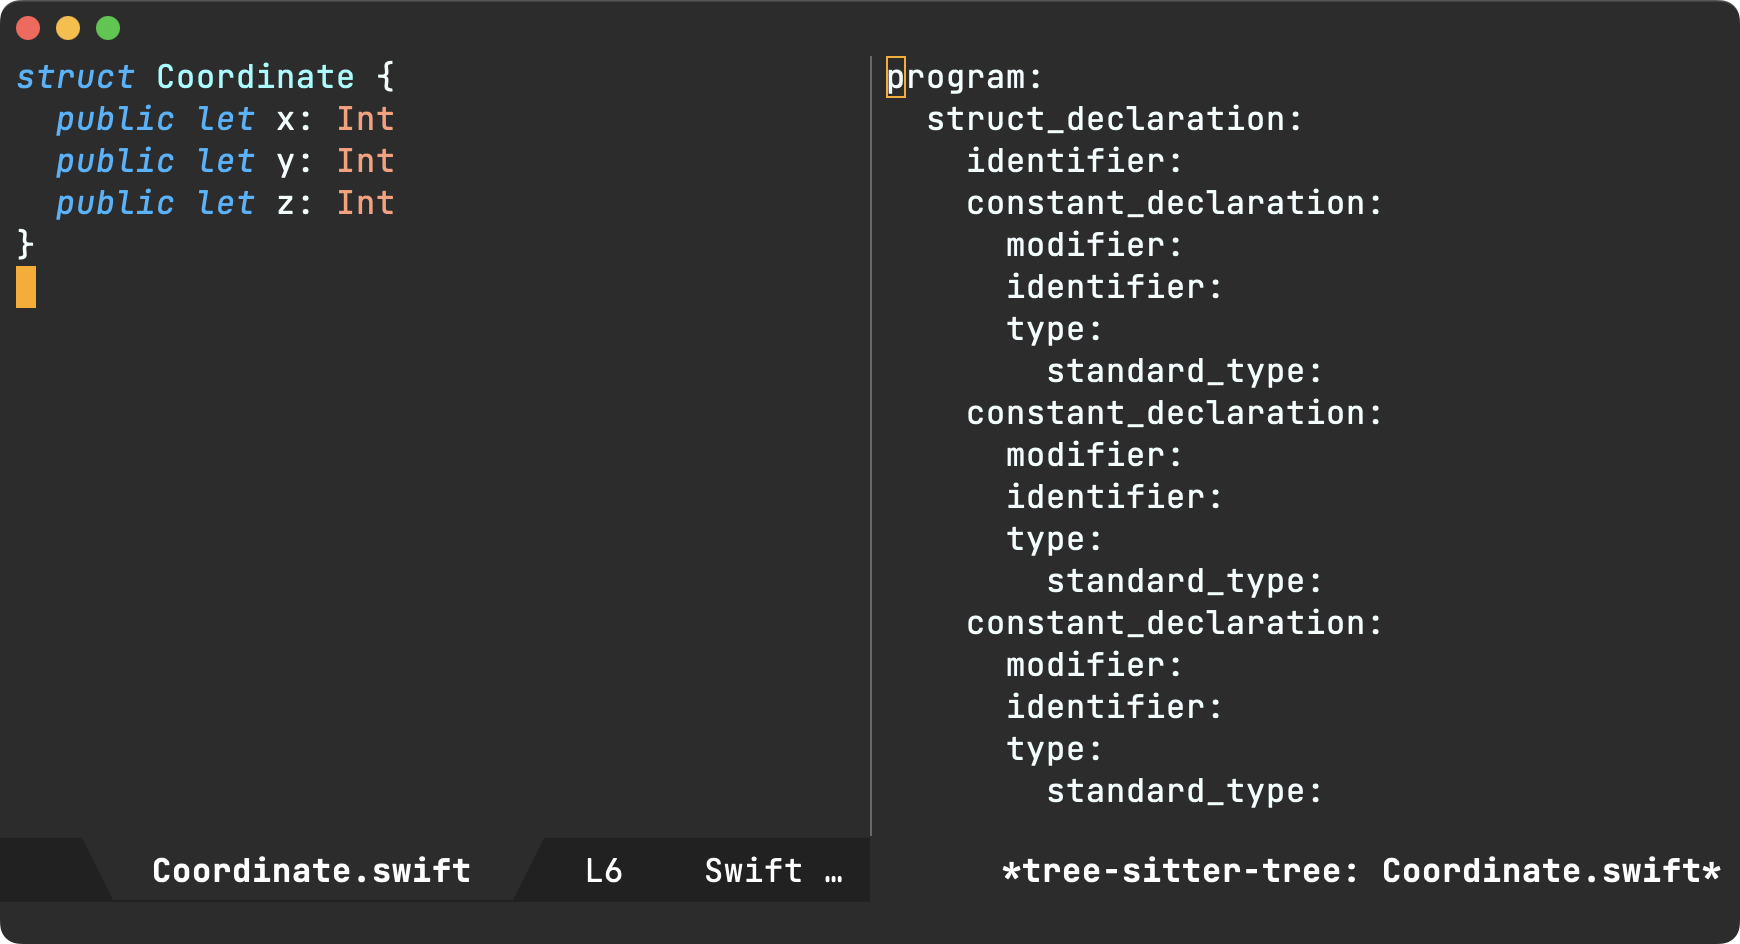 struct Coordinate {
  public let x: Int
  public let y: Int
  public let z: Int
}
program:
  struct_declaration:
    identifier:
    constant_declaration:
      modifier:
      identifier:
      type:
        standard_type:
    constant_declaration:
      modifier:
      identifier:
      type:
        standard_type:
    constant_declaration:
      modifier:
      identifier:
      type:
        standard_type:
Coordinate.swift L6 Swift …
*tree-sitter-tree: Coordinate.swift*